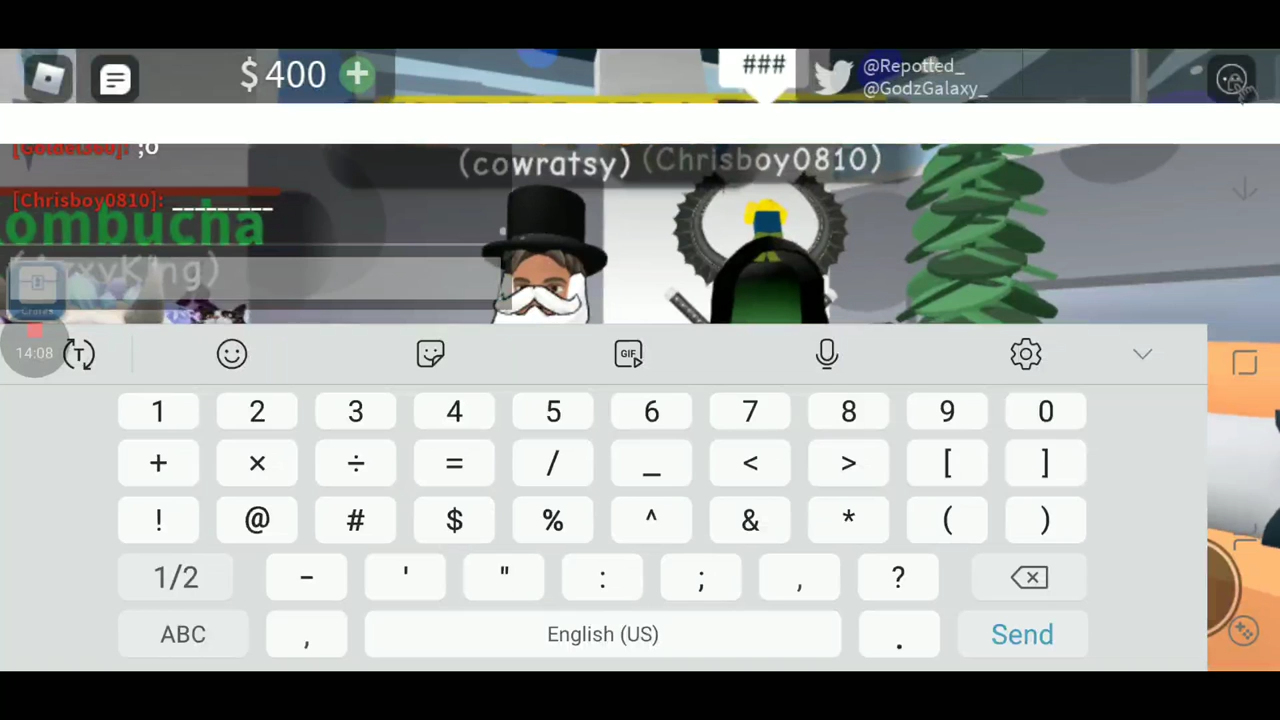 $ 400 +
###
@Repotted_
@GodzGalaxy_
;o
(cowratsy) (Chrisboy0810)
[Chrisboy0810]: _________
ombucha
14:08
T
GIF
1 2 3 4 5 6 7 8 9 0
+ × ÷ = / _ < > [ ]
! @ # $ % ^ & * ( )
1/2 - ' " : ; , ?
ABC , English (US) . Send